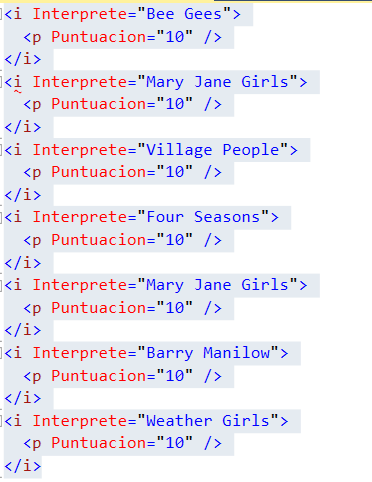 <i Interprete="Bee Gees">
<p Puntuacion="10" />
</i>
<i Interprete="Mary Jane Girls">
<p Puntuacion="10" />
</i>
<i Interprete="Village People">
<p Puntuacion="10" />
</i>
<i Interprete="Four Seasons">
<p Puntuacion="10" />
</i>
<i Interprete="Mary Jane Girls">
<p Puntuacion="10" />
</i>
<i Interprete="Barry Manilow">
<p Puntuacion="10" />
</i>
<i Interprete="Weather Girls">
<p Puntuacion="10" />
</i>